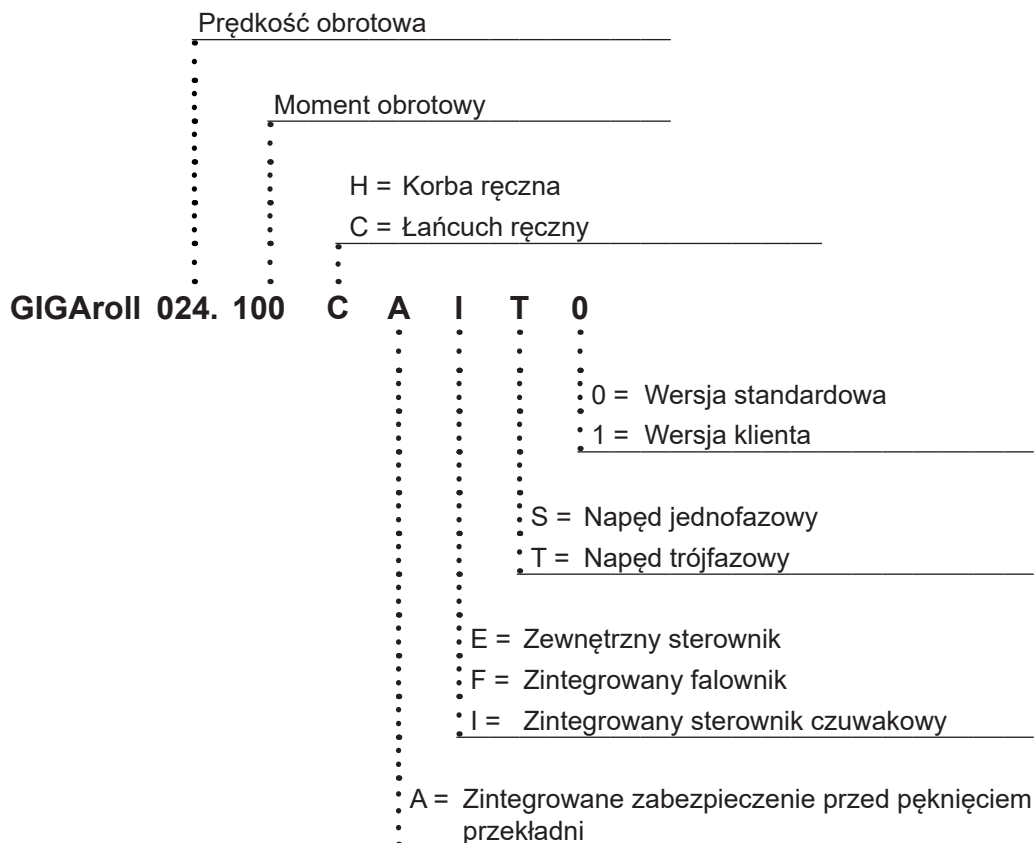 Prędkość obrotowa
Moment obrotowy
H = Korba ręczna
C = Łańcuch ręczny
GIGAroll 024. 100 C A I T 0
0 = Wersja standardowa
1 = Wersja klienta
S = Napęd jednofazowy
T = Napęd trójfazowy
E = Zewnętrzny sterownik
F = Zintegrowany falownik
I = Zintegrowany sterownik czuwakowy
A = Zintegrowane zabezpieczenie przed pęknięciem
przekładni